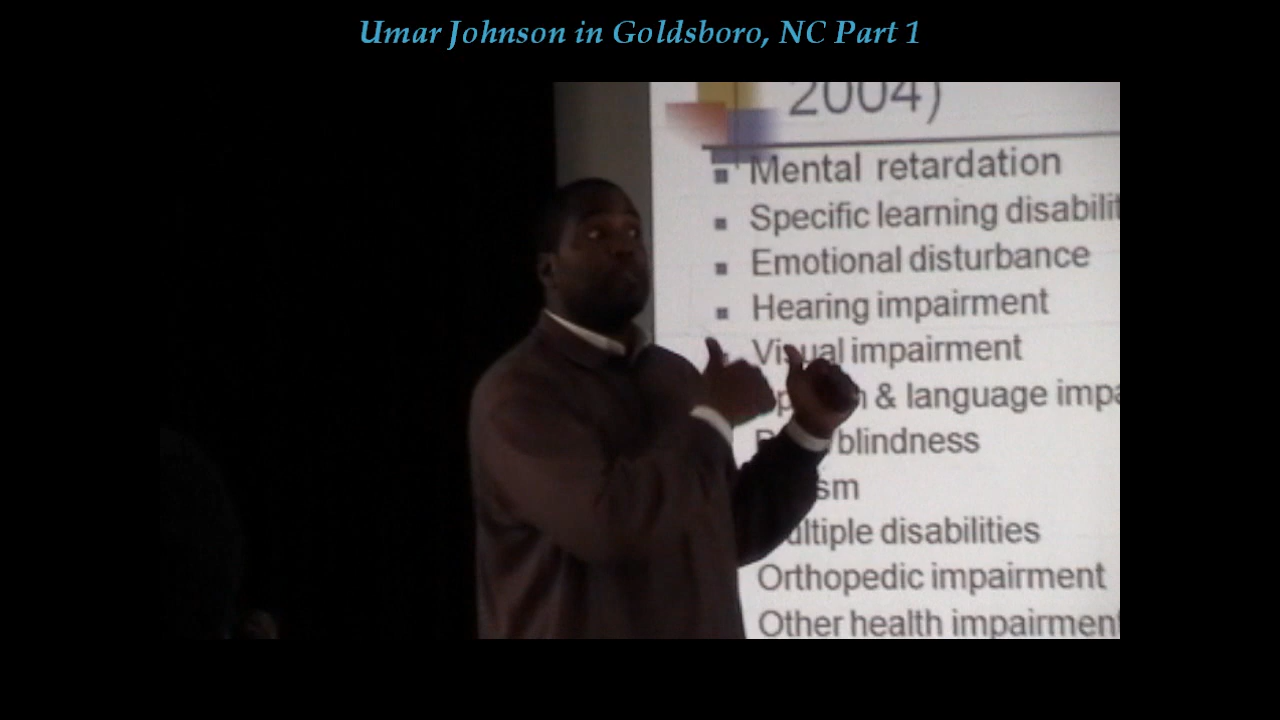 Umar Johnson in Goldsboro, NC Part 1
2004)
Mental retardation
Specific learning disabilit
Emotional disturbance
Hearing impairment
Visual impairment
& language impa
blindness
sm
ultiple disabilities
Orthopedic impairment
Other health impairment